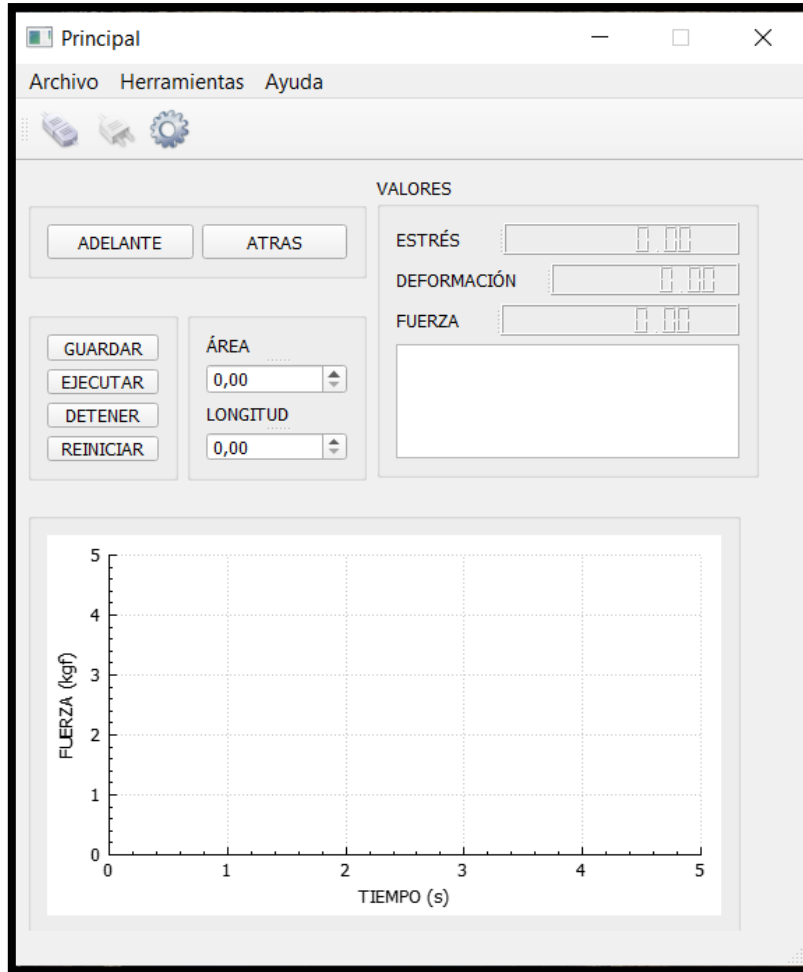 Principal
Archivo Herramientas Ayuda
VALORES
ADELANTE ATRAS
ESTRÉS 0.00
DEFORMACIÓN 0.00
FUERZA 0.00
GUARDAR
EJECUTAR
DETENER
REINICIAR
ÁREA
0,00
LONGITUD
0,00
FUERZA (kgf)
5
4
3
2
1
0
0 1 2 3 4 5
TIEMPO (s)